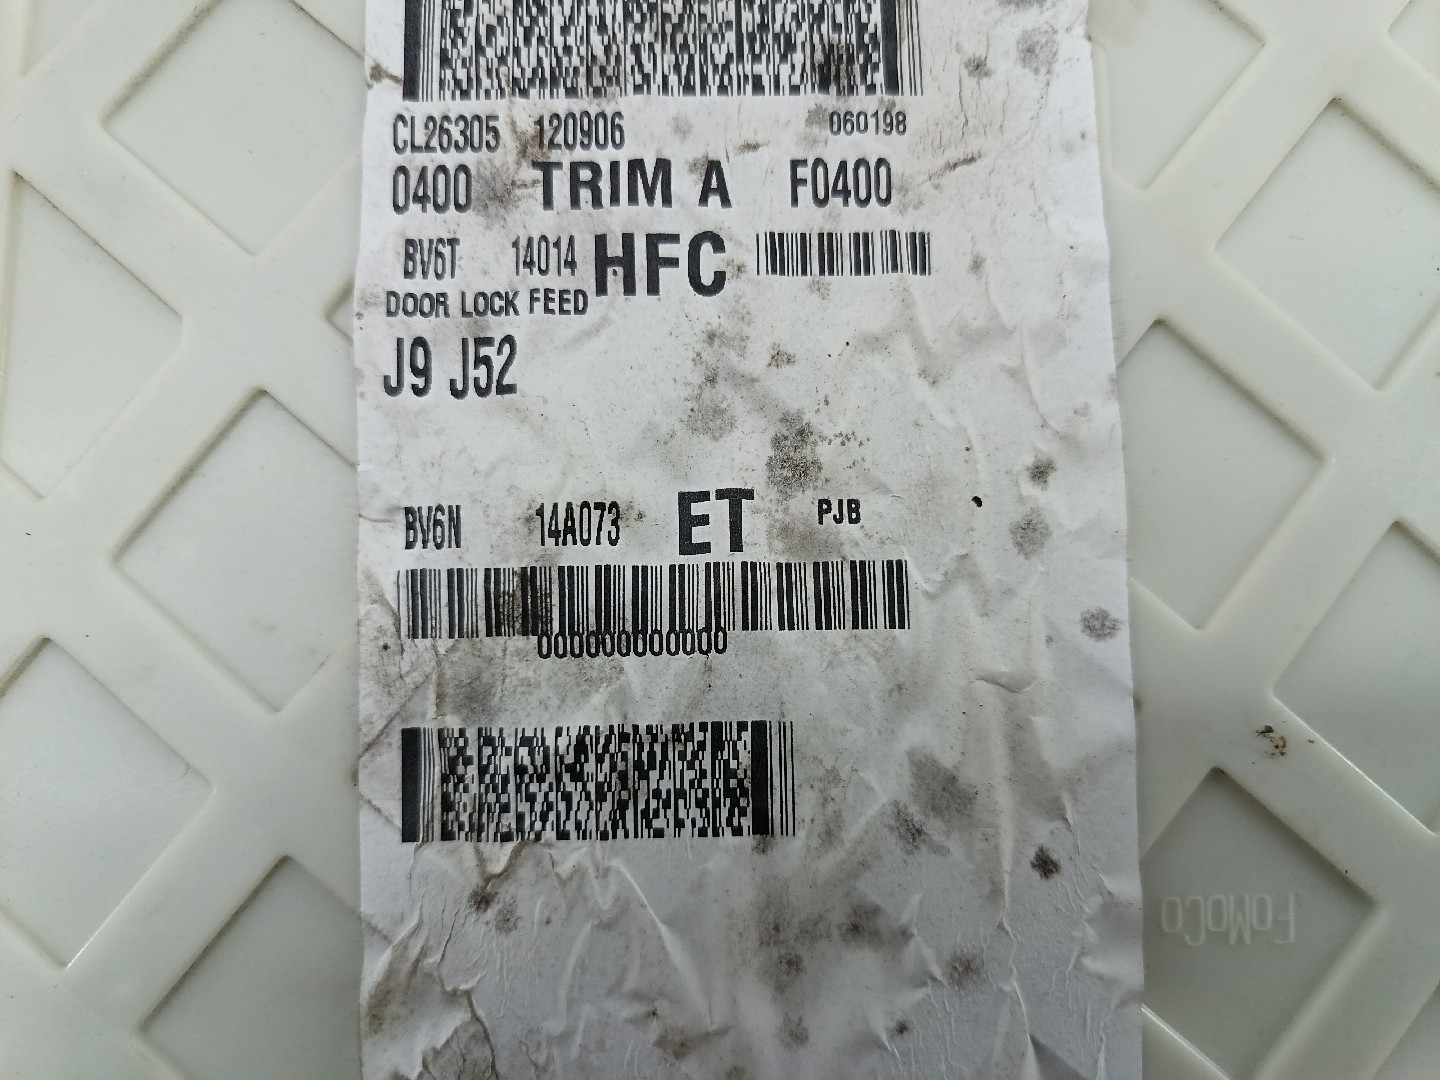 CL26305 120906 060198
0400 TRIM A F0400
BV6T 14014 HFC
DOOR LOCK FEED
J9 J52
BV6N 14A073 ET PJB
000000000000
FoMoCo